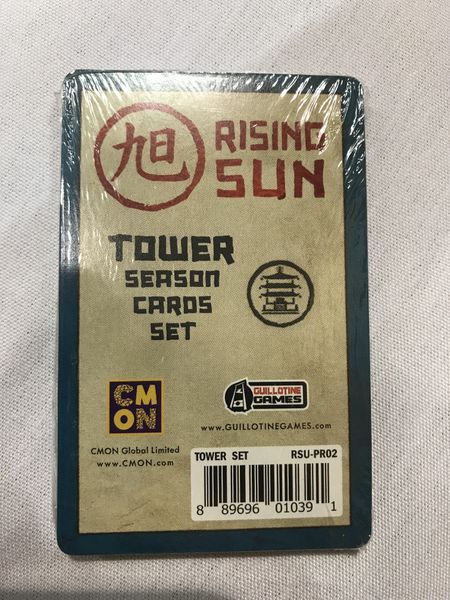 旭
RISING
SUN
TOWER
SEASON
CARDS
SET
CM
ON
CMON Global Limited
www.CMON.com
GUILLOTINE
GAMES
www.GUILLOTINEGAMES.com
TOWER SET RSU-PR02
8 89696 01039 1